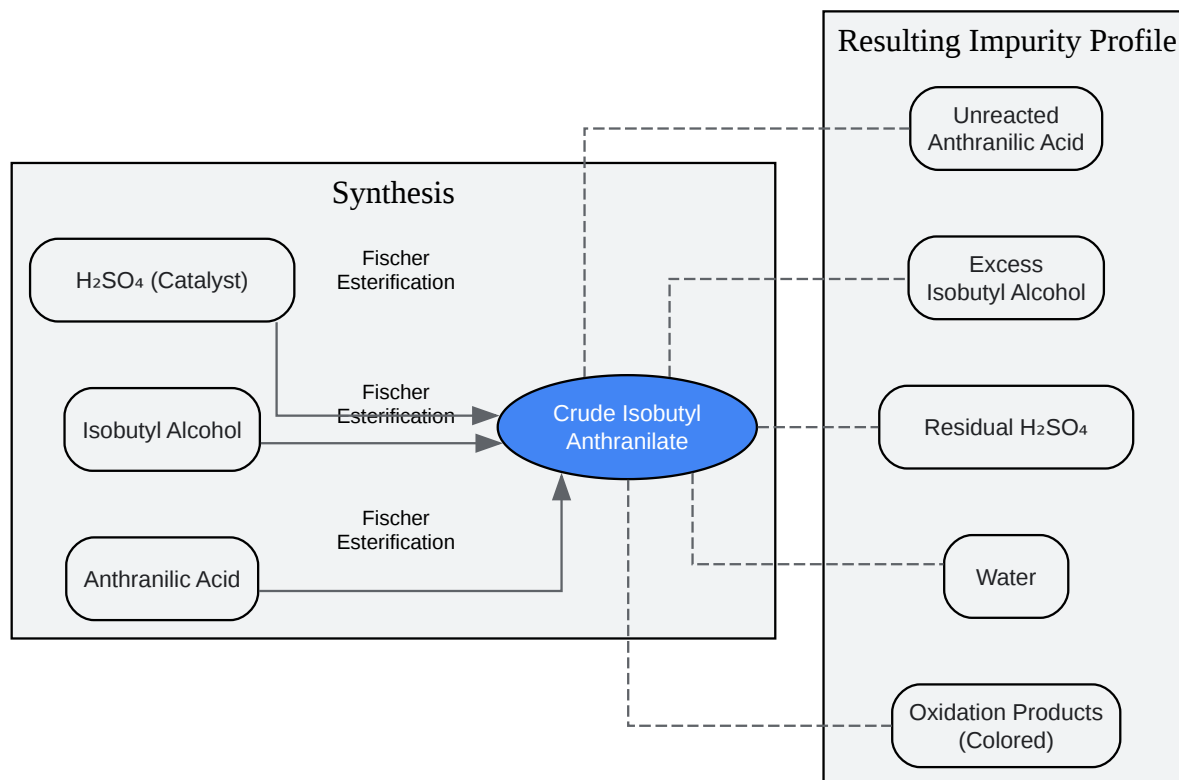 Resulting Impurity Profile
Unreacted
Anthranilic Acid
Synthesis
H₂SO₄ (Catalyst)
Fischer
Esterification
Excess
Isobutyl Alcohol
Isobutyl Alcohol
Fischer
Esterification
Crude Isobutyl
Anthranilate
Residual H₂SO₄
Anthranilic Acid
Fischer
Esterification
Water
Oxidation Products
(Colored)